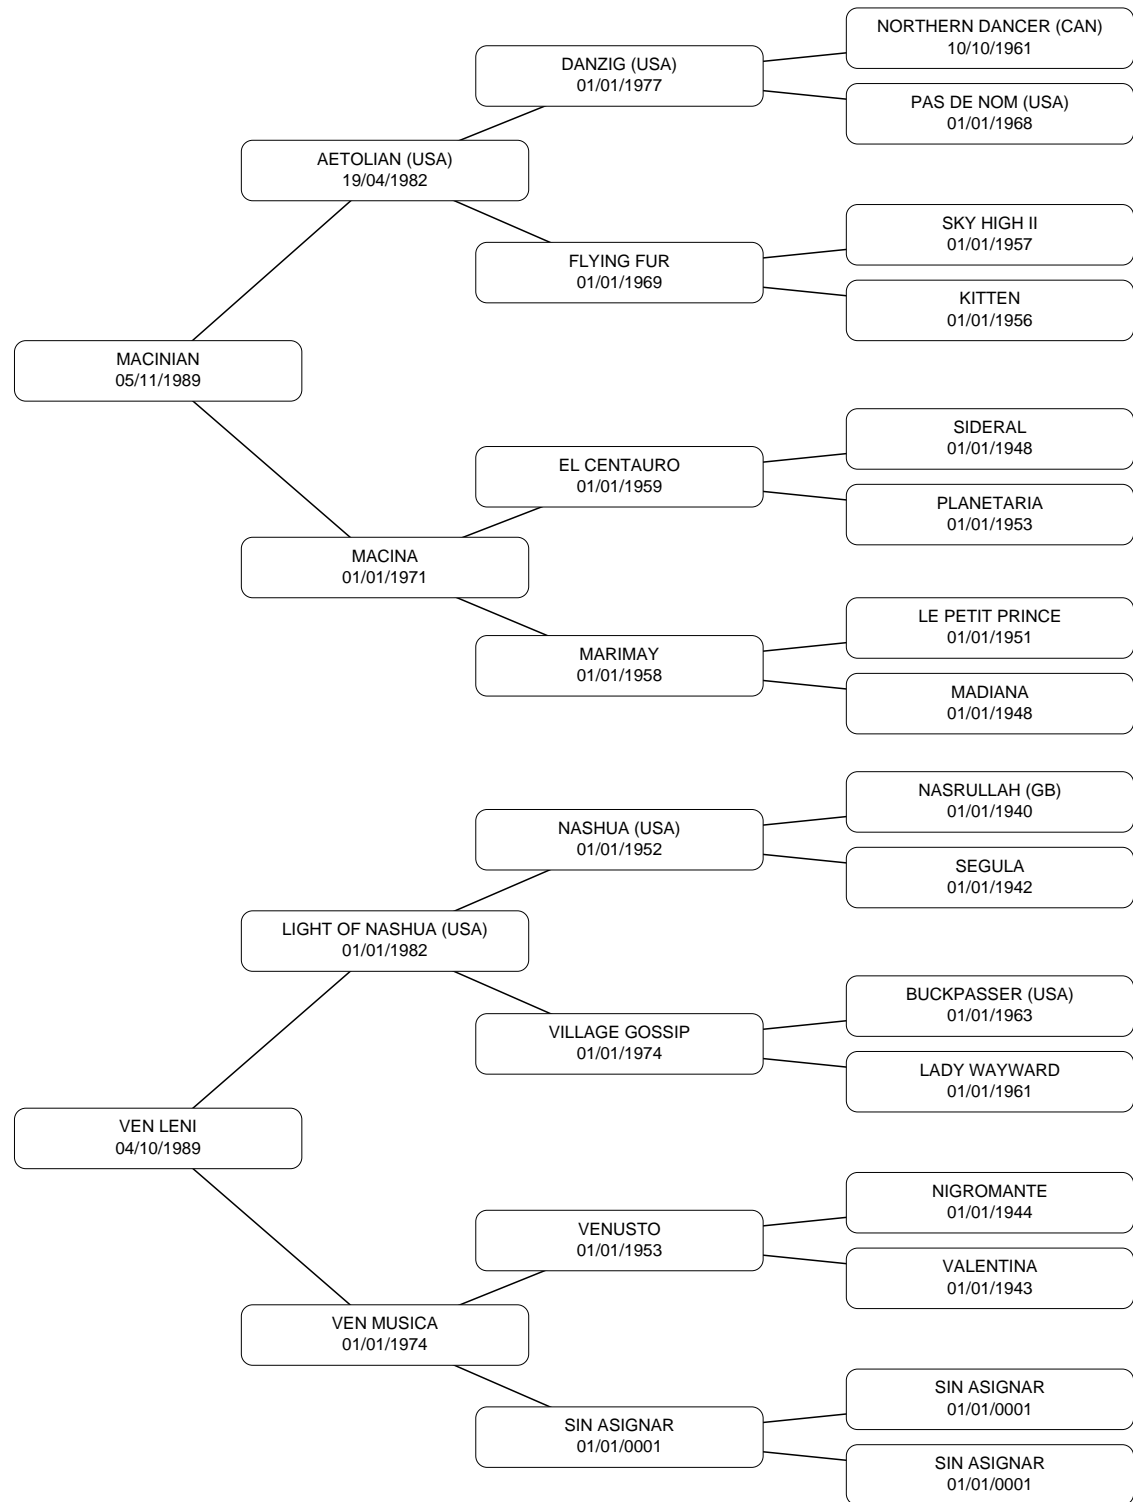 NORTHERN DANCER (CAN)
10/10/1961
DANZIG (USA)
01/01/1977
PAS DE NOM (USA)
01/01/1968
AETOLIAN (USA)
19/04/1982
SKY HIGH II
01/01/1957
FLYING FUR
01/01/1969
KITTEN
01/01/1956
MACINIAN
05/11/1989
SIDERAL
01/01/1948
EL CENTAURO
01/01/1959
PLANETARIA
01/01/1953
MACINA
01/01/1971
LE PETIT PRINCE
01/01/1951
MARIMAY
01/01/1958
MADIANA
01/01/1948
NASRULLAH (GB)
01/01/1940
NASHUA (USA)
01/01/1952
SEGULA
01/01/1942
LIGHT OF NASHUA (USA)
01/01/1982
BUCKPASSER (USA)
01/01/1963
VILLAGE GOSSIP
01/01/1974
LADY WAYWARD
01/01/1961
VEN LENI
04/10/1989
NIGROMANTE
01/01/1944
VENUSTO
01/01/1953
VALENTINA
01/01/1943
VEN MUSICA
01/01/1974
SIN ASIGNAR
01/01/0001
SIN ASIGNAR
01/01/0001
SIN ASIGNAR
01/01/0001